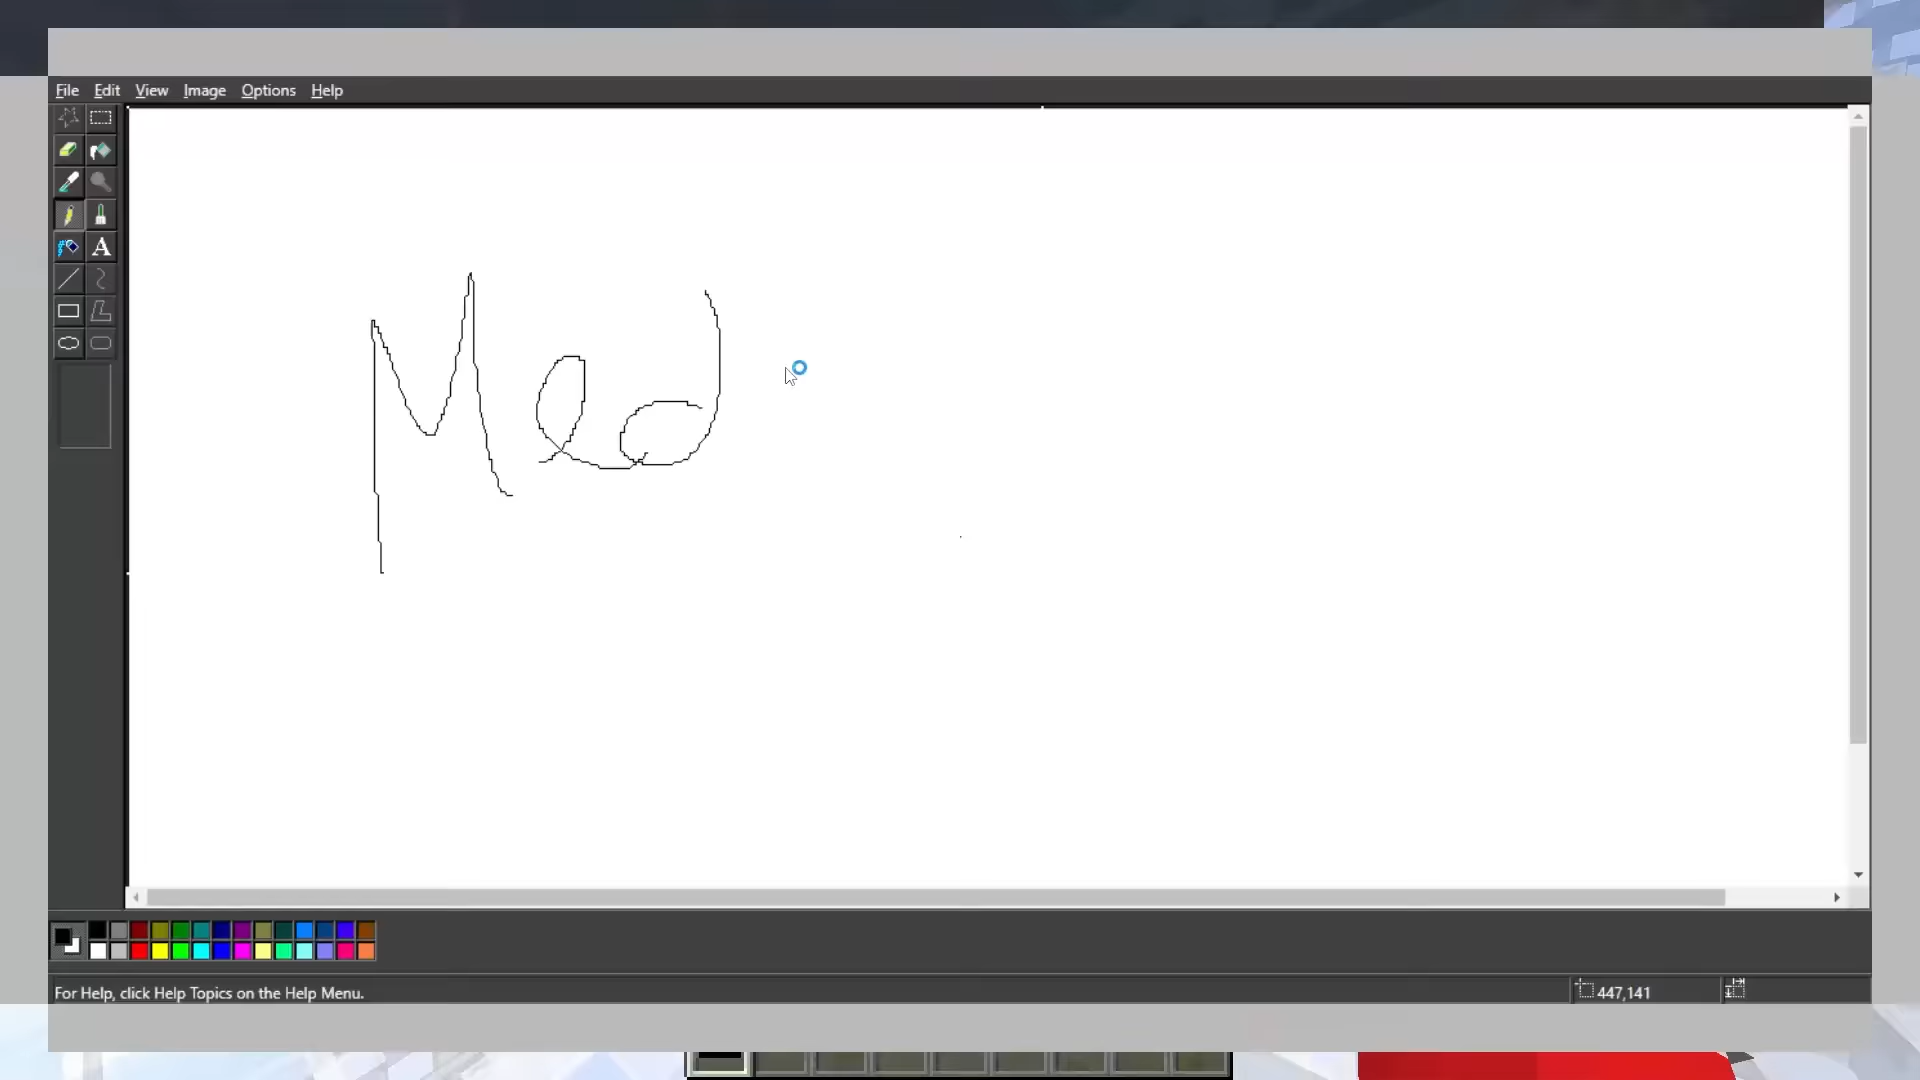 File Edit View Image Options Help
A
Med
For Help, click Help Topics on the Help Menu.
447,141